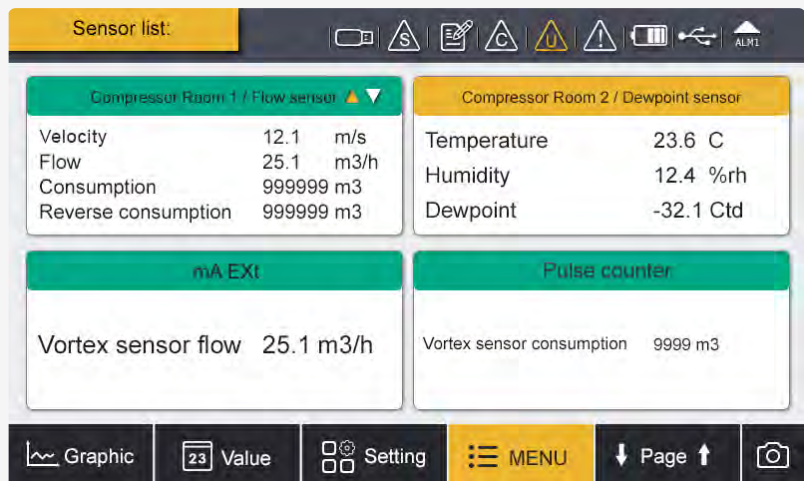 Sensor list:
S C U ! ALM1
Compressor Room 1 / Flow sensor
Velocity 12.1 m/s
Flow 25.1 m3/h
Consumption 999999 m3
Reverse consumption 999999 m3
Compressor Room 2 / Dewpoint sensor
Temperature 23.6 C
Humidity 12.4 %rh
Dewpoint -32.1 Ctd
mA EXt
Vortex sensor flow 25.1 m3/h
Pulse counter
Vortex sensor consumption 9999 m3
Graphic 23 Value Setting MENU Page